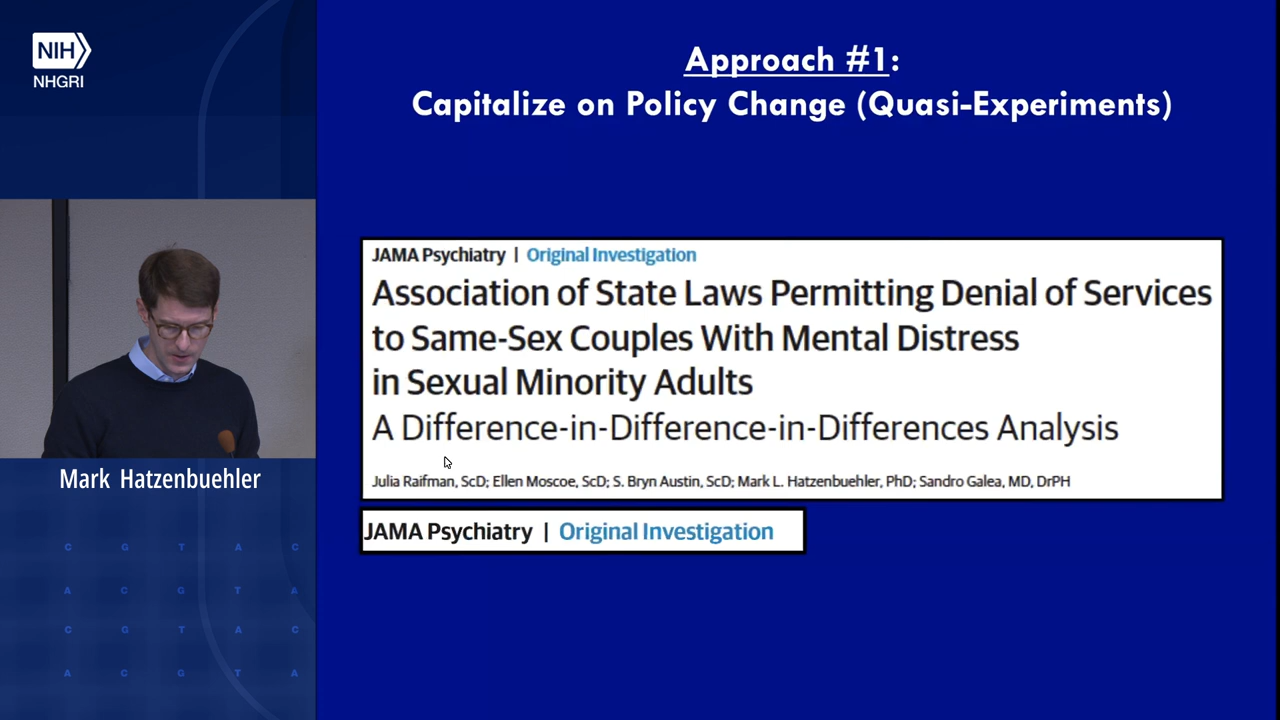 NIH
NHGRI
Approach #1:
Capitalize on Policy Change (Quasi-Experiments)
JAMA Psychiatry | Original Investigation
Association of State Laws Permitting Denial of Services
to Same-Sex Couples With Mental Distress
in Sexual Minority Adults
A Difference-in-Difference-in-Differences Analysis
Julia Raifman, ScD; Ellen Moscoe, ScD; S. Bryn Austin, ScD; Mark L. Hatzenbuehler, PhD; Sandro Galea, MD, DrPH
JAMA Psychiatry | Original Investigation
Mark Hatzenbuehler
C G T A C
A C G T A
C G T A C
A C G T A